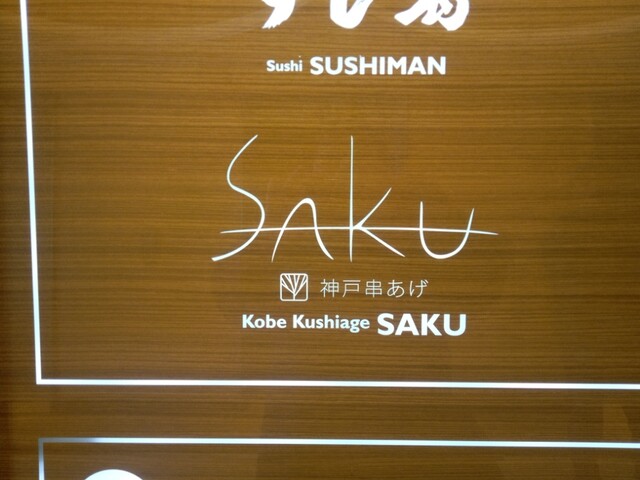 Sushi SUSHIMAN
saku
神戸串あげ
Kobe Kushiage SAKU